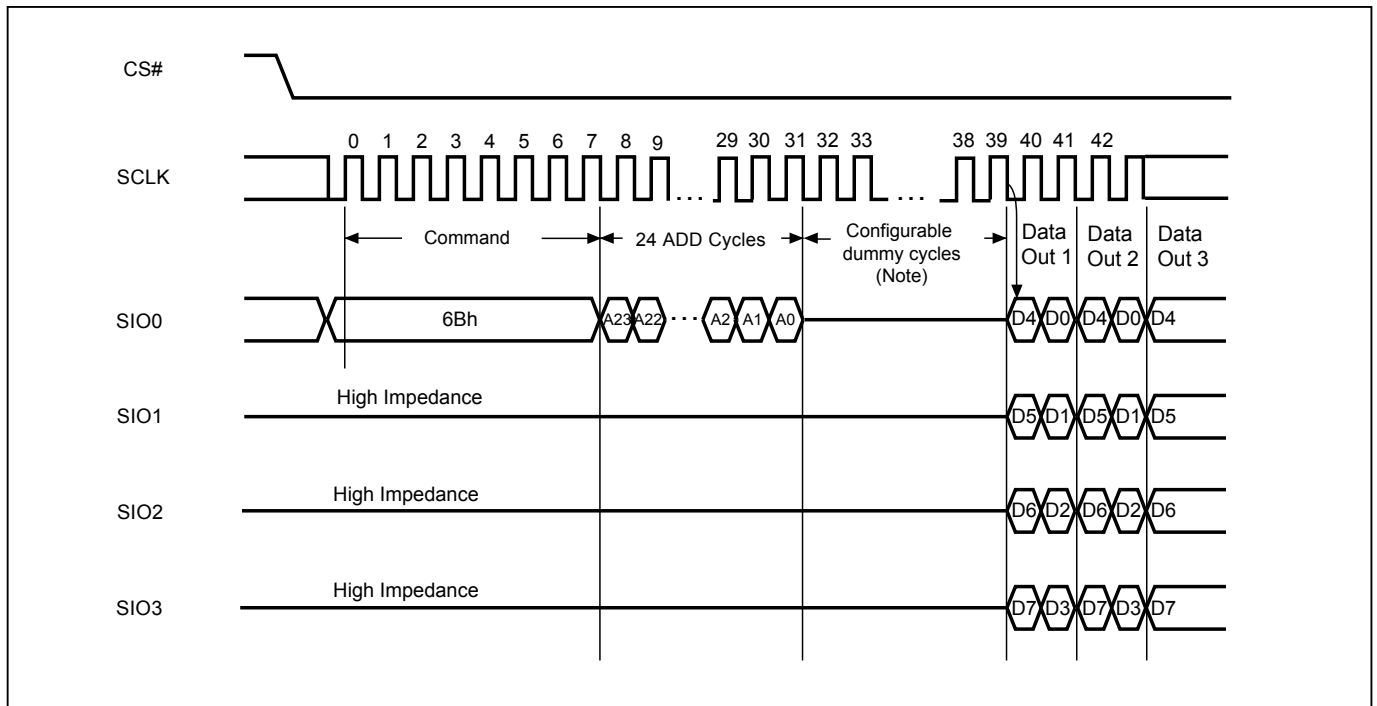 CS#
0 1 2 3 4 5 6 7 8 9 29 30 31 32 33 38 39 40 41 42
SCLK
... ...
Command 24 ADD Cycles Configurable dummy cycles (Note) Data Out 1 Data Out 2 Data Out 3
SIO0 6Bh A23 A22 ... A2 A1 A0 D4 D0 D4 D0 D4
High Impedance
SIO1 D5 D1 D5 D1 D5
High Impedance
SIO2 D6 D2 D6 D2 D6
High Impedance
SIO3 D7 D3 D7 D3 D7